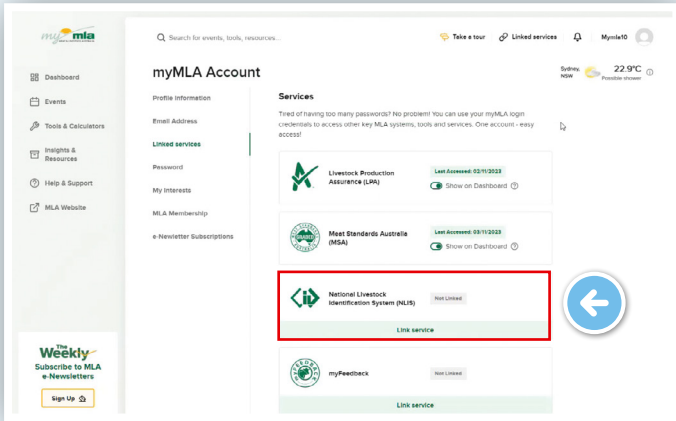 my mla
Search for events, tools, resources...
Take a tour
Linked services
Mymla10
Dashboard
Events
Tools & Calculators
Insights &
Resources
Help & Support
MLA Website
The
Weekly
Subscribe to MLA
e-Newsletters
Sign Up
myMLA Account
Sydney,
NSW
22.9°C
Possible shower
Profile Information
Email Address
Linked services
Password
My Interests
MLA Membership
e-Newsletter Subscriptions
Services
Tired of having too many passwords? No problem! You can use your myMLA login
credentials to access other key MLA systems, tools and services. One account - easy
access!
Livestock Production
Assurance (LPA)
Last Accessed: 03/11/2023
Show on Dashboard
Meat Standards Australia
(MSA)
Last Accessed: 03/11/2023
Show on Dashboard
National Livestock
Identification System (NLIS)
Not Linked
Link service
myFeedback
Not Linked
Link service